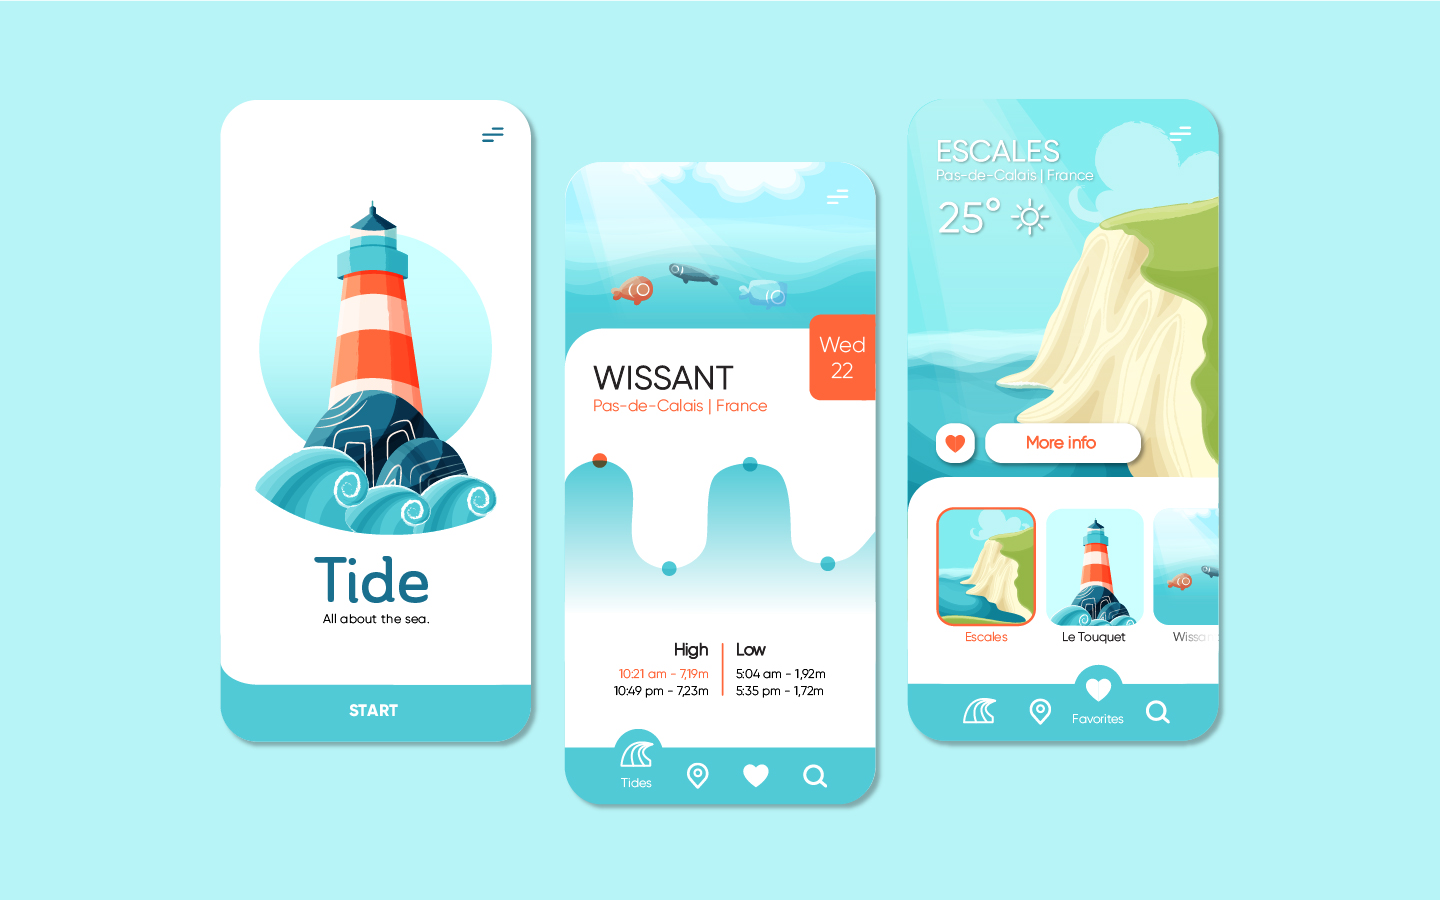 Tide
All about the sea.
START
Wed
22
WISSANT
Pas-de-Calais | France
High
10:21 am - 7,19m
10:49 pm - 7,23m
Low
5:04 am - 1,92m
5:35 pm - 1,72m
Tides
ESCALES
Pas-de-Calais | France
25°
More info
Escales
Le Touquet
Wissa
Favorites